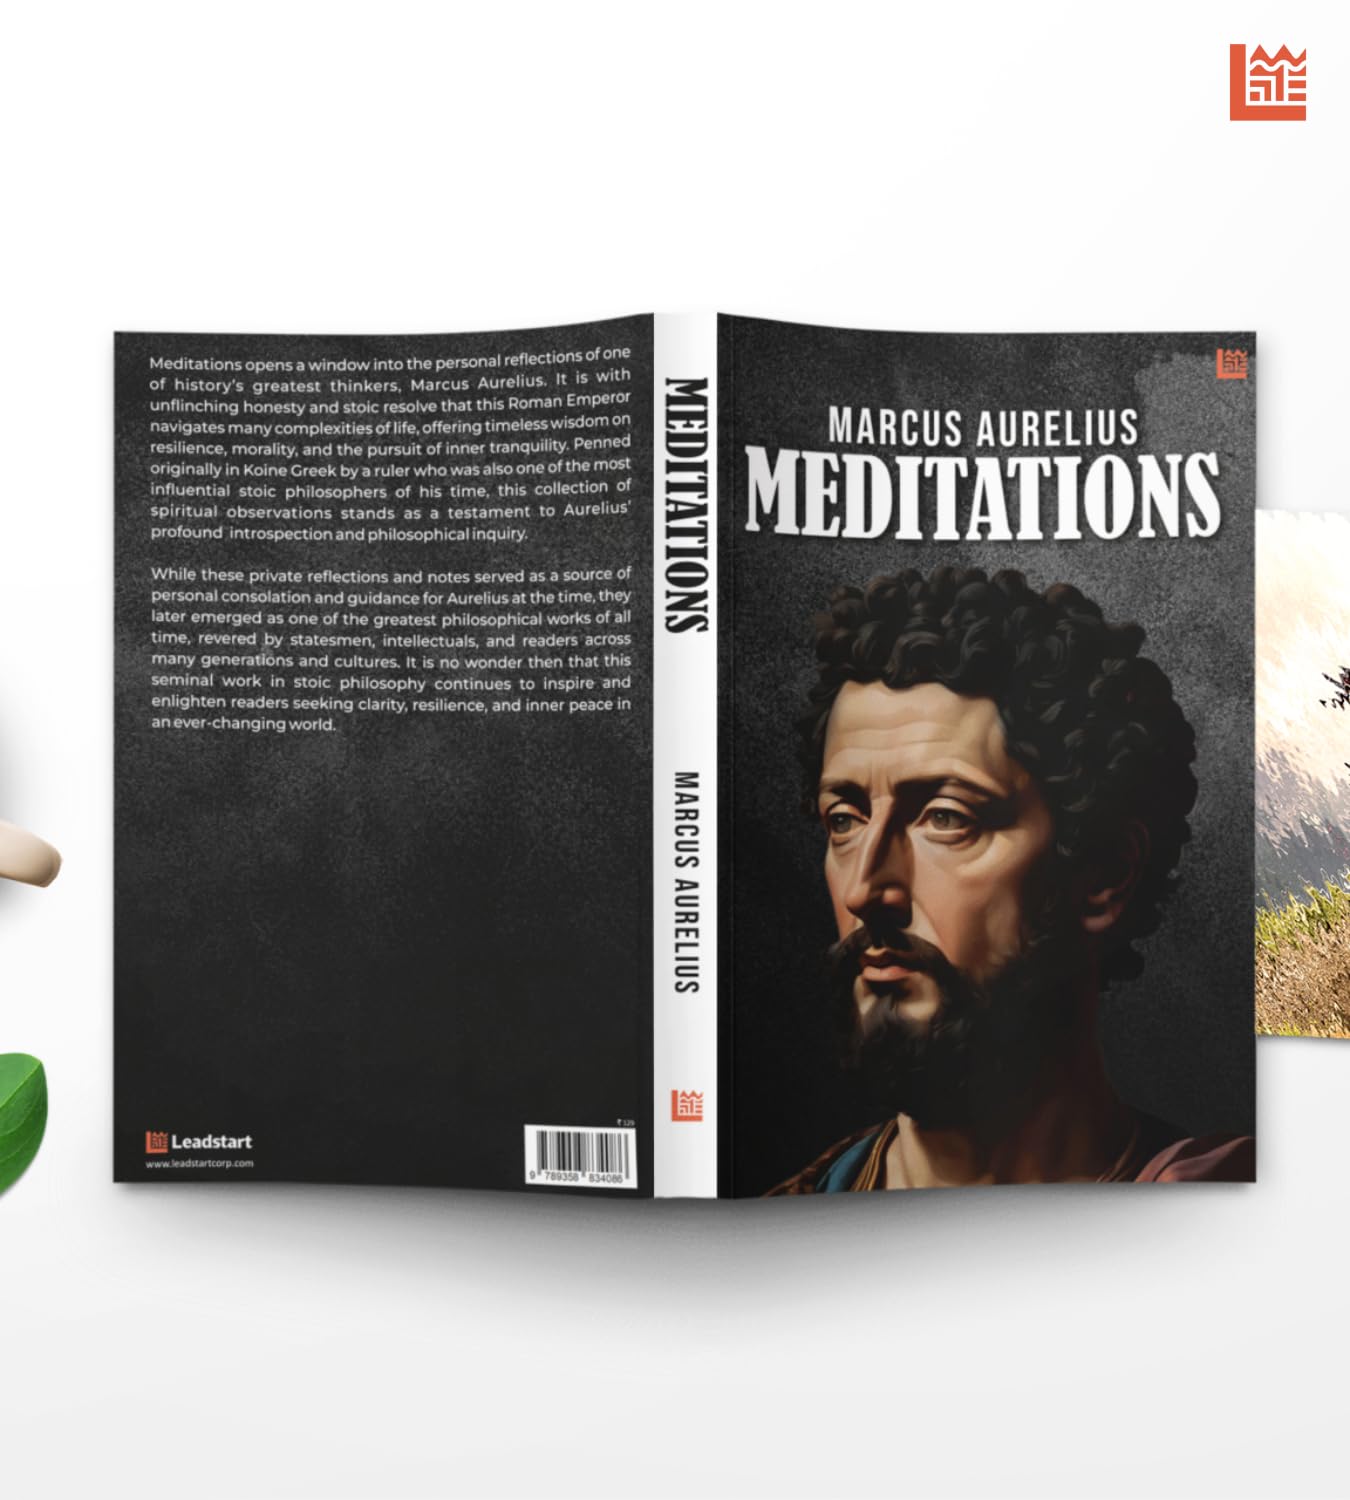 Meditations opens a window into the personal reflections of one
of history's greatest thinkers, Marcus Aurelius. It is with
unflinching honesty and stoic resolve that this Roman Emperor
navigates many complexities of life, offering timeless wisdom on
resilience, morality, and the pursuit of inner tranquility. Penned
originally in Koine Greek by a ruler who was also one of the most
influential stoic philosophers of his time, this collection of
spiritual observations stands as a testament to Aurelius'
profound introspection and philosophical inquiry.
While these private reflections and notes served as a source of
personal consolation and guidance for Aurelius at the time, they
later emerged as one of the greatest philosophical works of all
time, revered by statesmen, intellectuals, and readers across
many generations and cultures. It is no wonder then that this
seminal work in stoic philosophy continues to inspire and
enlighten readers seeking clarity, resilience, and inner peace in
an ever-changing world.
Leadstart
www.leadstartcorp.com
₹ 129
9 789358 834086
MEDITATIONS
MARCUS AURELIUS
MARCUS AURELIUS
MEDITATIONS